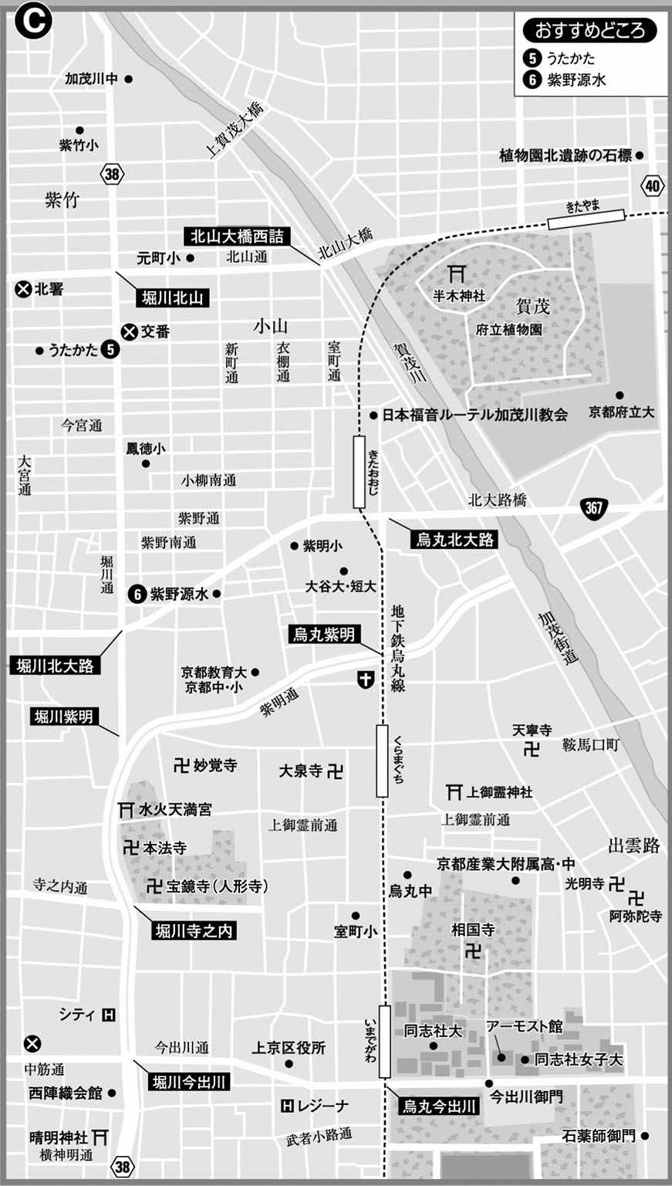 C
おすすめどころ
5 うたかた
6 紫野源水
加茂川中
上賀茂大橋
紫竹小
植物園北遺跡の石標
38
40
紫竹
きたやま
北山大橋西詰
北山大橋
元町小
北山通
半木神社
北署
堀川北山
賀茂
交番
小山
府立植物園
うたかた 5
新町通
衣棚通
室町通
賀茂川
京都府立大
日本福音ルーテル加茂川教会
今宮通
鳳徳小
きたおおじ
大宮通
小柳南通
北大路橋
367
紫野通
烏丸北大路
紫野南通
紫明小
堀川通
大谷大・短大
6 紫野源水
地下鉄烏丸線
加茂街道
烏丸紫明
堀川北大路
京都教育大
京都中・小
紫明通
堀川紫明
天寧寺
くらまぐち
鞍馬口町
妙覚寺
大泉寺
上御霊神社
水火天満宮
上御霊前通
上御霊前通
本法寺
出雲路
京都産業大附属高・中
寺之内通
宝鏡寺(人形寺)
烏丸中
光明寺
阿弥陀寺
堀川寺之内
室町小
相国寺
シティ H
いまでがわ
同志社大
アーモスト館
今出川通
上京区役所
同志社女子大
中筋通
堀川今出川
西陣織会館
今出川御門
H レジーナ
烏丸今出川
晴明神社
武者小路通
石薬師御門
横神明通
38